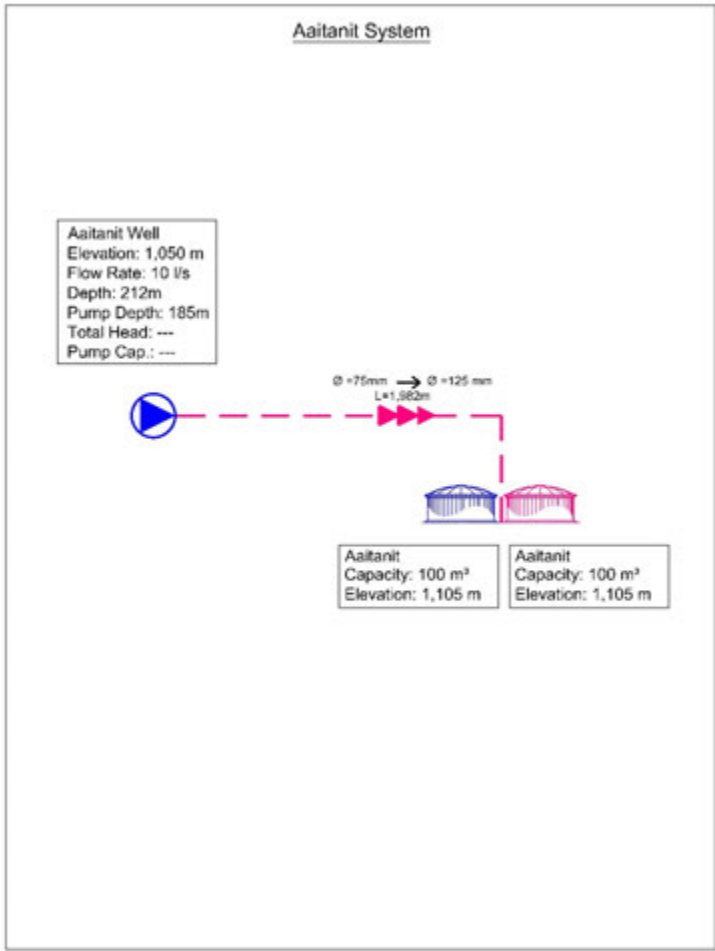 Aaitanit System
Aaitanit Well
Elevation: 1,050 m
Flow Rate: 10 l/s
Depth: 212m
Pump Depth: 185m
Total Head: ---
Pump Cap.: ---
Ø =75mm → Ø =125 mm
L=1,982m
Aaitanit
Capacity: 100 m³
Elevation: 1,105 m
Aaitanit
Capacity: 100 m³
Elevation: 1,105 m